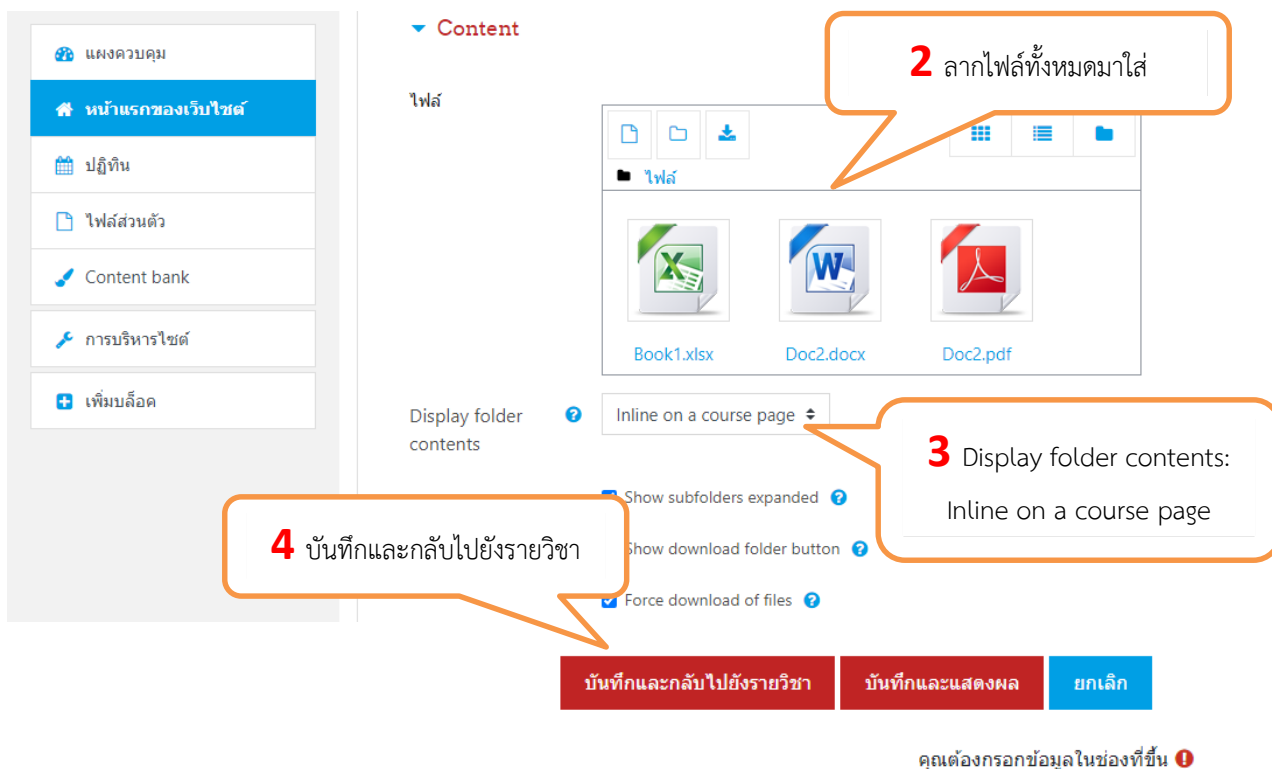 แผงควบคุม
หน้าแรกของเว็บไซต์
ปฏิทิน
ไฟล์ส่วนตัว
Content bank
การบริหารไซต์
เพิ่มบล็อค
Content
2 ลากไฟล์ทั้งหมดมาใส่
ไฟล์
ไฟล์
Book1.xlsx Doc2.docx Doc2.pdf
Display folder
contents
Inline on a course page
3 Display folder contents:
Inline on a course page
Show subfolders expanded
4 บันทึกและกลับไปยังรายวิชา
Show download folder button
Force download of files
บันทึกและกลับไปยังรายวิชา บันทึกและแสดงผล ยกเลิก
คุณต้องกรอกข้อมูลในช่องที่ขึ้น